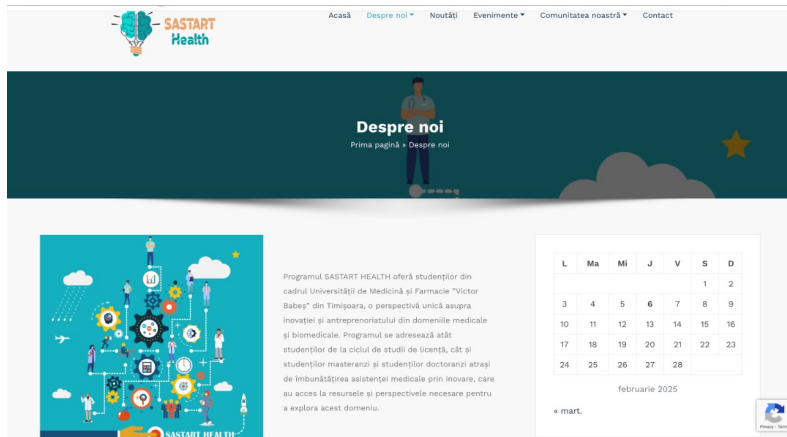 SASTART
Health
Acasă Despre noi Noutăți Evenimente Comunitatea noastră Contact
Despre noi
Prima pagină » Despre noi
SASTART HEALTH
Programul SASTART HEALTH oferă studenților din
cadrul Universității de Medicină și Farmacie "Victor
Babeș" din Timișoara, o perspectivă unică asupra
inovației și antreprenoriatului din domeniile medicale
și biomedicale. Programul se adresează atât
studenților de la ciclul de studii de licență, cât și
studenților masteranzi și studenților doctoranzi atrași
de îmbunătățirea asistenței medicale prin inovare, care
au acces la resursele și perspectivele necesare pentru
a explora acest domeniu.
L Ma Mi J V S D
1 2
3 4 5 6 7 8 9
10 11 12 13 14 15 16
17 18 19 20 21 22 23
24 25 26 27 28
februarie 2025
« mart.